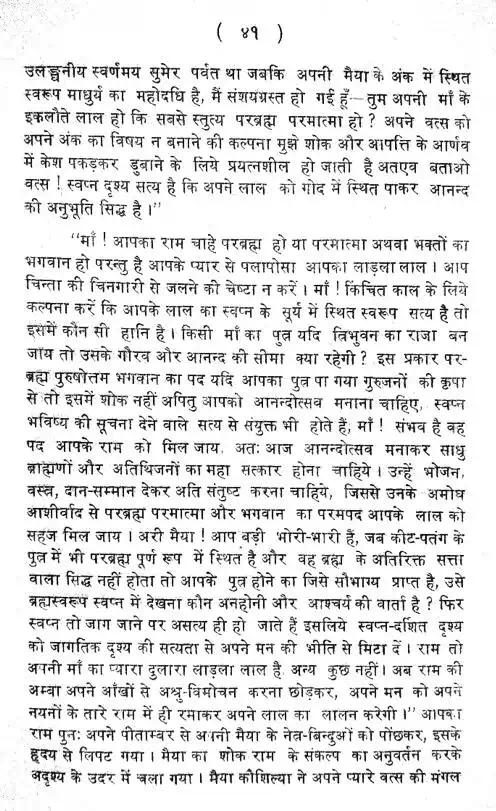 ( ४१ )
उलङ्घनीय स्वर्णमय सुमेर पर्वत था जबकि अपनी मैया के अंक में स्थित
स्वरूप माधुर्य का महोदधि है, मैं संशयग्रस्त हो गई हूँ—तुम अपनी माँ के
इकलौते लाल हो कि सबसे स्तुत्य परब्रह्म परमात्मा हो ? अपने वत्स को
अपने अंक का विषय न बनाने की कल्पना मुझे शोक और आपत्ति के आर्णव
में केश पकड़कर डुबाने के लिये प्रयत्नशील हो जाती है अतएव बताओ
वत्स ! स्वप्न दृश्य सत्य है कि अपने लाल को गोद में स्थित पाकर आनन्द
की अनुभूति सिद्ध है ।"
"माँ ! आपका राम चाहे परब्रह्म हो या परमात्मा अथवा भक्तों का
भगवान हो परन्तु है आपके प्यार से पलापोसा आपका लाड़ला लाल । आप
चिन्ता की चिनगारी से जलने की चेष्टा न करें । माँ ! किंचित काल के लिये
कल्पना करें कि आपके लाल का स्वप्न के सूर्य में स्थित स्वरूप सत्य है तो
इसमें कौन सी हानि है । किसी माँ का पुत्र यदि त्रिभुवन का राजा बन
जाय तो उसके गौरव और आनन्द की सीमा क्या रहेगी ? इस प्रकार पर-
ब्रह्म पुरुषोत्तम भगवान का पद यदि आपका पुत्र पा गया गुरुजनों की कृपा
से तो इसमें शोक नहीं अपितु आपको आनन्दोत्सव मनाना चाहिए, स्वप्न
भविष्य की सूचना देने वाले सत्य से संयुक्त भी होते हैं, माँ ! संभव है वह
पद आपके राम को मिल जाय, अतः आज आनन्दोत्सव मनाकर साधु
ब्राह्मणों और अतिथिजनों का महा सत्कार होना चाहिये । उन्हें भोजन,
वस्त्र, दान-सम्मान देकर अति संतुष्ट करना चाहिये, जिससे उनके अमोघ
आशीर्वाद से परब्रह्म परमात्मा और भगवान का परमपद आपके लाल को
सहज मिल जाय । अरी मैया ! आप बड़ी भोरी-भारी हैं, जब कीट-पतंग के
पुत्र में भी परब्रह्म पूर्ण रूप में स्थित है और वह ब्रह्म के अतिरिक्त सत्ता
वाला सिद्ध नहीं होता तो आपके पुत्र होने का जिसे सौभाग्य प्राप्त है, उसे
ब्रह्मस्वरूप स्वप्न में देखना कौन अनहोनी और आश्चर्य की वार्ता है ? फिर
स्वप्न तो जाग जाने पर असत्य ही हो जाते हैं इसलिये स्वप्न-दर्शित दृश्य
को जागतिक दृश्य की सत्यता से अपने मन की भीति से मिटा दें । राम तो
अपनी माँ का प्यारा दुलारा लाड़ला लाल है, अन्य कुछ नहीं । अब राम की
अम्बा अपने आँखों से अश्रु-विमोचन करना छोड़कर, अपने मन को अपने
नयनों के तारे राम में ही रमाकर अपने लाल का लालन करेगी ।" आपका
राम पुनः अपने पीताम्बर से अपनी मैया के नेत्र-बिन्दुओं को पोंछकर, इसके
हृदय से लिपट गया । मैया का शोक राम के संकल्प का अनुवर्तन करके
अदृश्य के उदर में चला गया । मैया कौशिल्या ने अपने प्यारे वत्स की मंगल